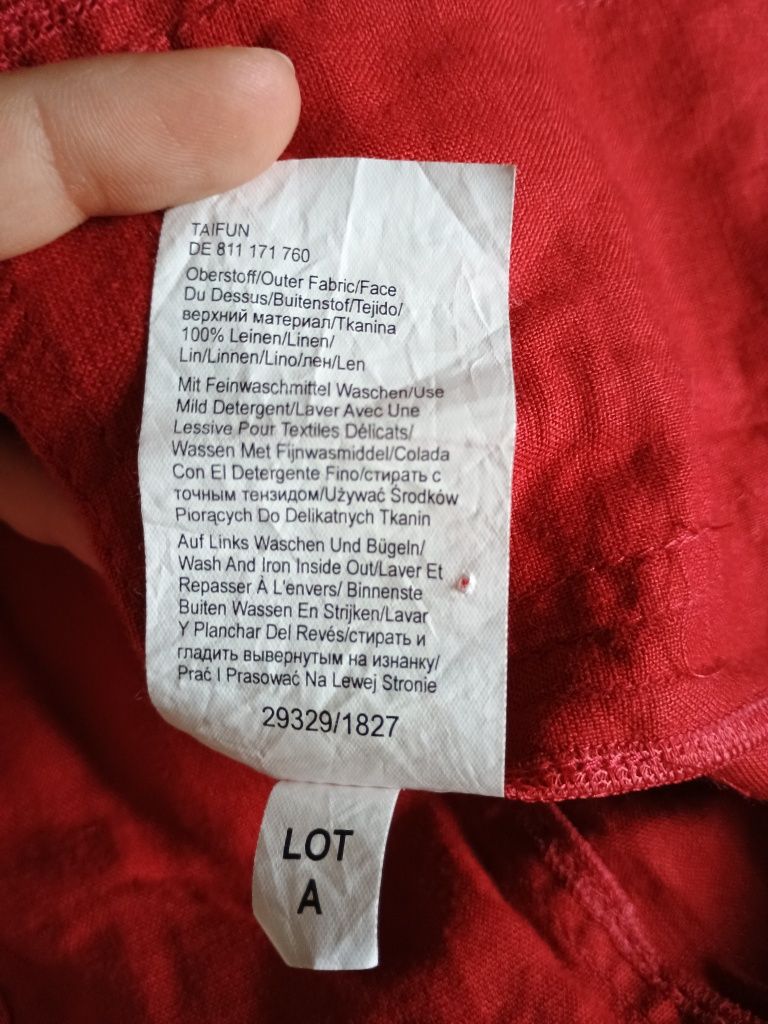 TAIFUN
DE 811 171 760
Oberstoff/Outer Fabric/Face
Du Dessus/Buitenstof/Tejido/
верхний материал/Tkanina
100% Leinen/Linen/
Lin/Linnen/Lino/лен/Len
Mit Feinwaschmittel Waschen/Use
Mild Detergent/Laver Avec Une
Lessive Pour Textiles Délicats/
Wassen Met Fijnwasmiddel/Colada
Con El Detergente Fino/стирать с
точным тензидом/Używać Srodków
Piorących Do Delikatnych Tkanin
Auf Links Waschen Und Bügeln/
Wash And Iron Inside Out/Laver Et
Repasser À L'envers/ Binnenste
Buiten Wassen En Strijken/Lavar
Y Planchar Del Revés/стирать и
гладить вывернутым на изнанку/
Prać I Prasować Na Lewej Stronie
29329/1827
LOT
A